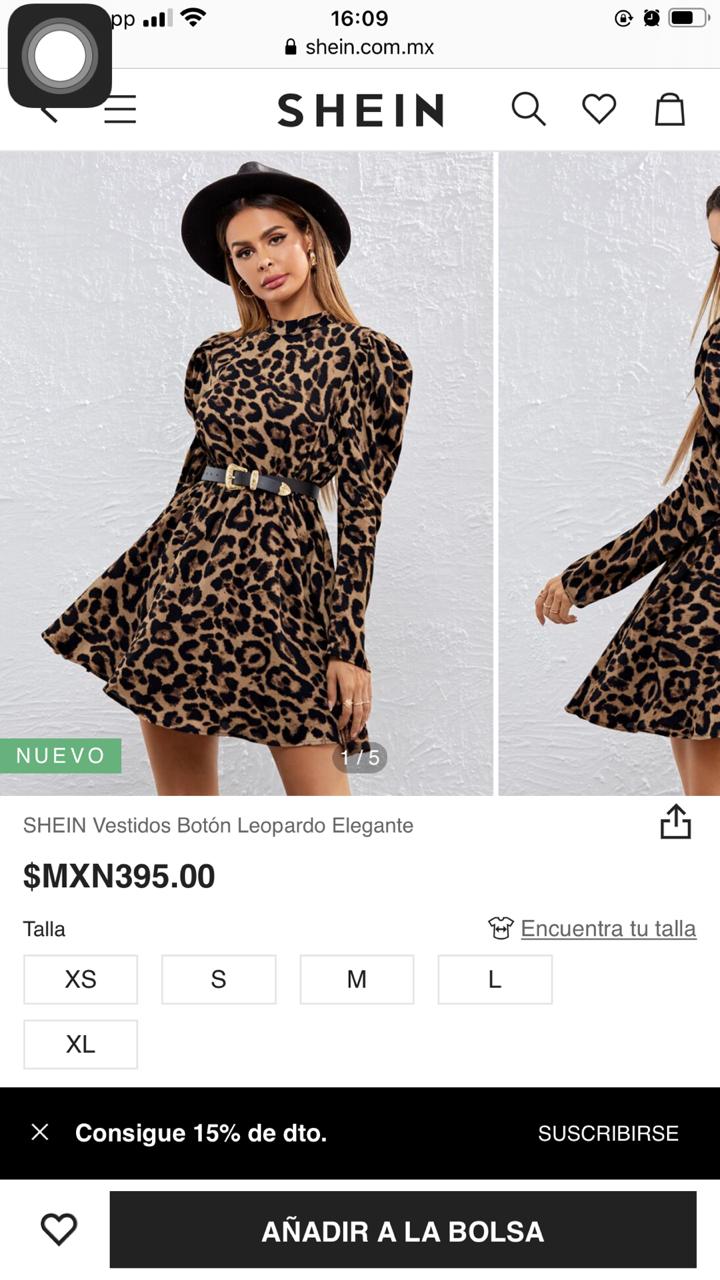 pp
16:09
shein.com.mx
SHEIN
NUEVO
1 / 5
SHEIN Vestidos Botón Leopardo Elegante
$MXN395.00
Talla
Encuentra tu talla
XS
S
M
L
XL
Consigue 15% de dto.
SUSCRIBIRSE
AÑADIR A LA BOLSA